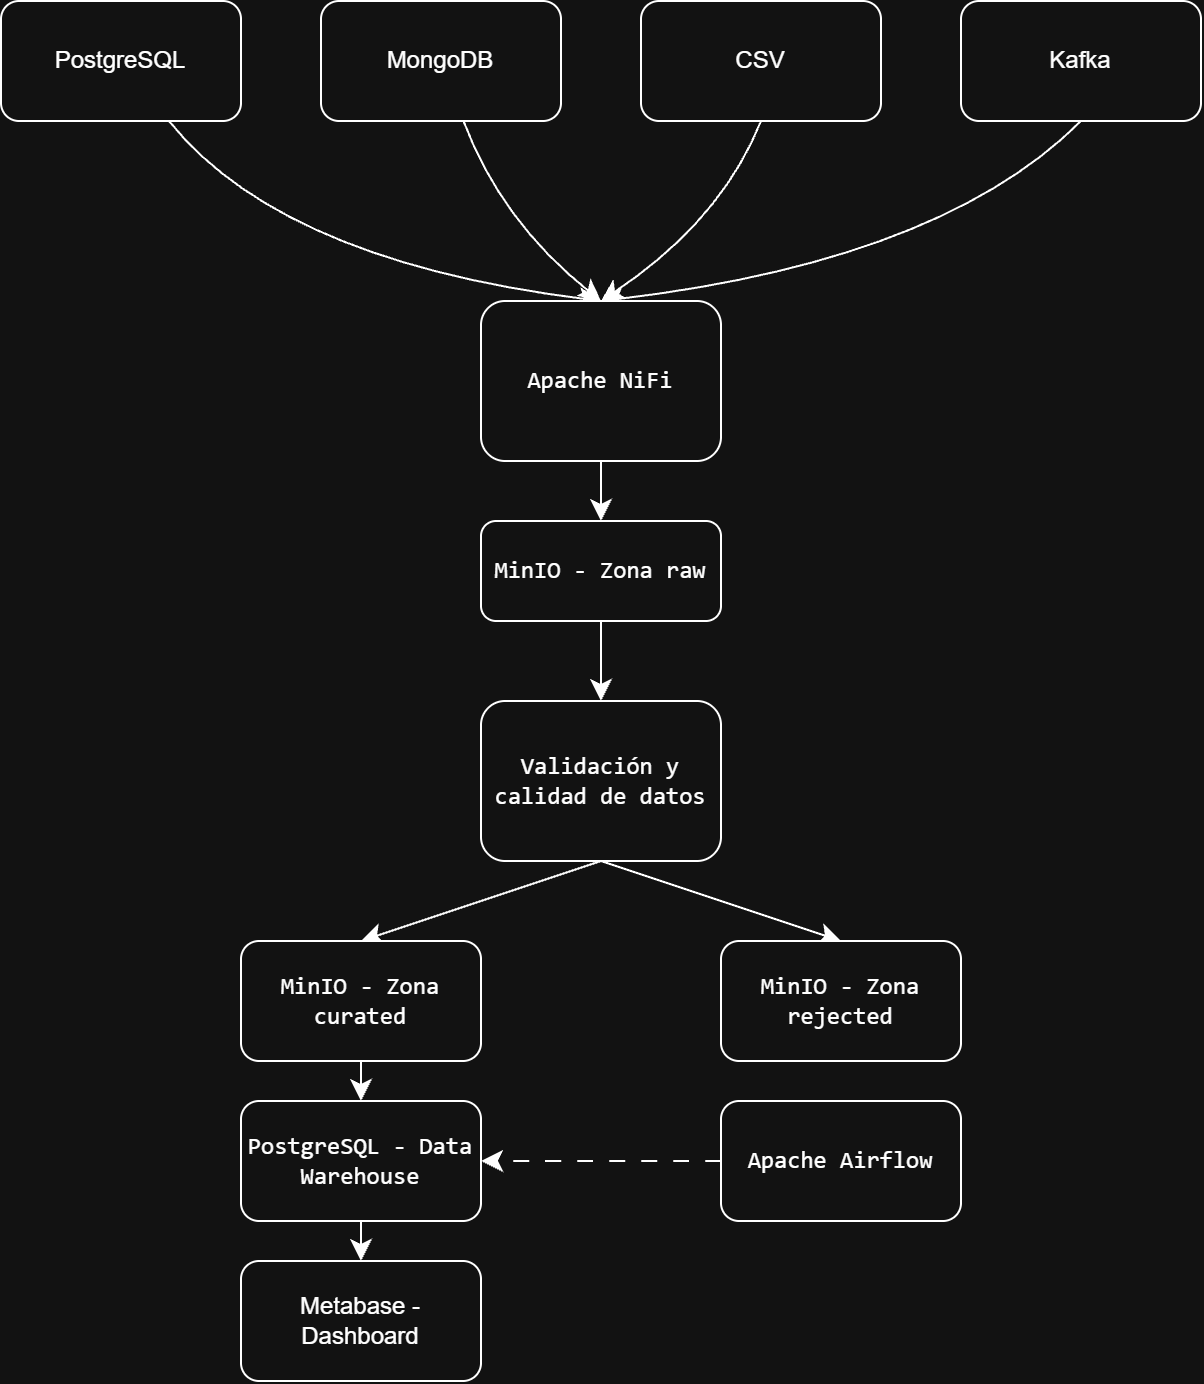 PostgreSQL
MongoDB
CSV
Kafka
Apache NiFi
MinIO - Zona raw
Validación y
calidad de datos
MinIO - Zona
curated
MinIO - Zona
rejected
PostgreSQL - Data
Warehouse
Apache Airflow
Metabase -
Dashboard